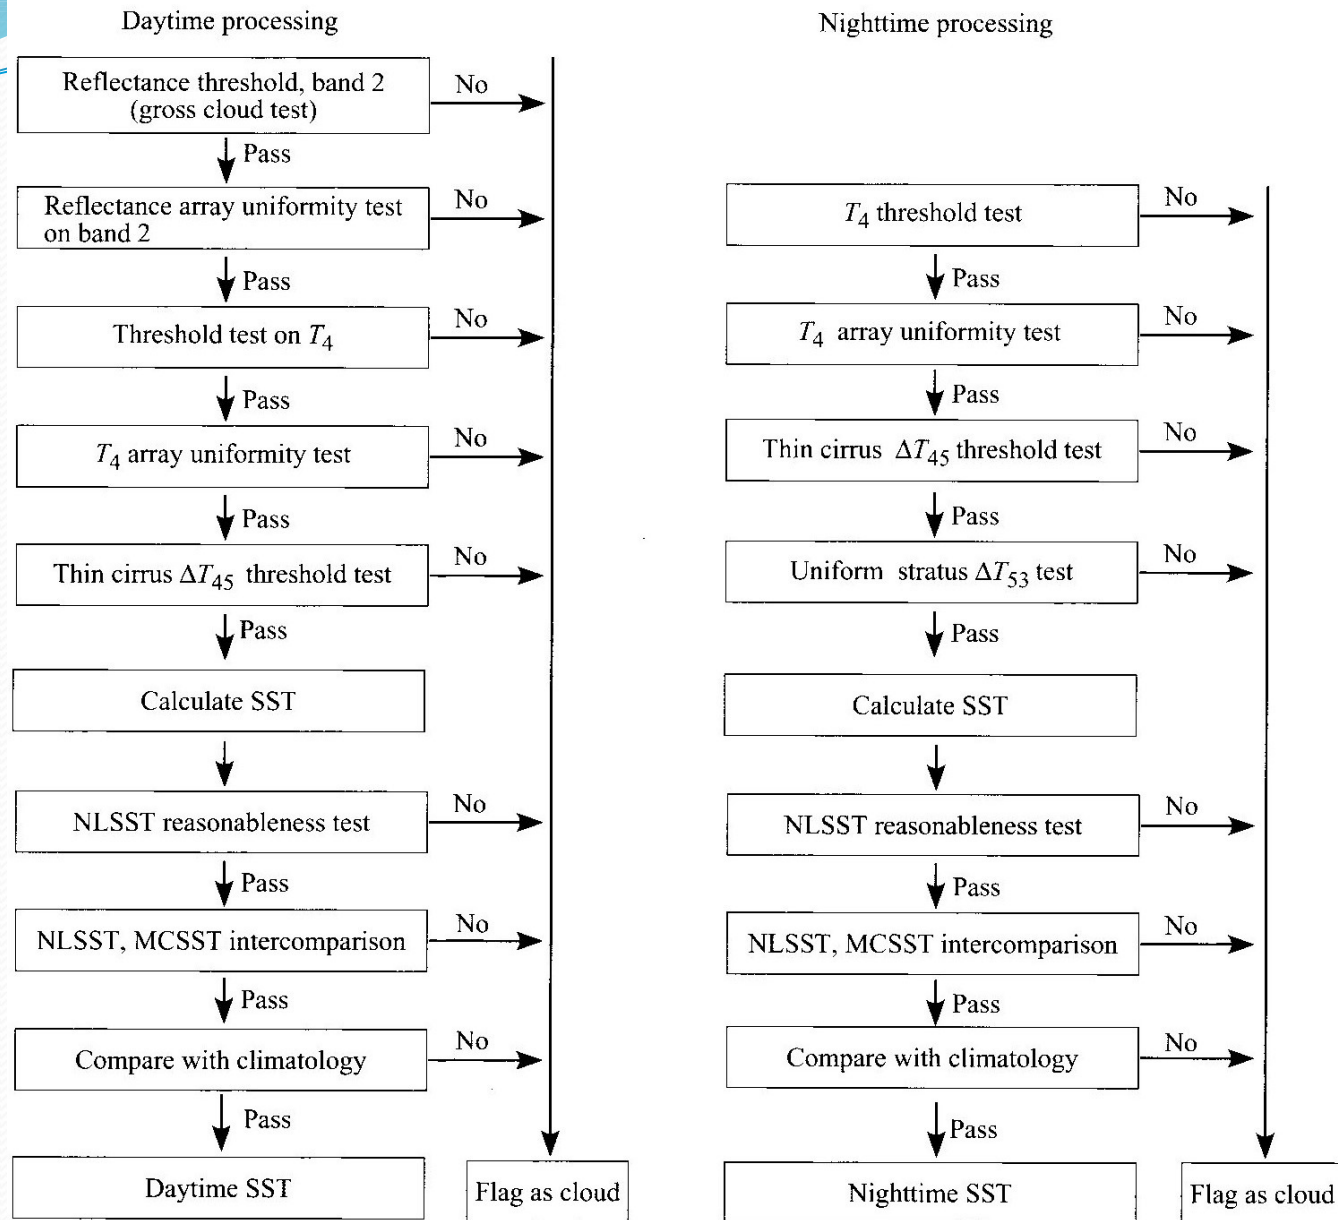 Daytime processing
Reflectance threshold, band 2
(gross cloud test)
No
Pass
Reflectance array uniformity test
on band 2
No
Pass
Threshold test on T4
No
Pass
T4 array uniformity test
No
Pass
Thin cirrus ΔT45 threshold test
No
Pass
Calculate SST
NLSST reasonableness test
No
Pass
NLSST, MCSST intercomparison
No
Pass
Compare with climatology
No
Pass
Daytime SST
Flag as cloud
Nighttime processing
T4 threshold test
No
Pass
T4 array uniformity test
No
Pass
Thin cirrus ΔT45 threshold test
No
Pass
Uniform stratus ΔT53 test
No
Pass
Calculate SST
NLSST reasonableness test
No
Pass
NLSST, MCSST intercomparison
No
Pass
Compare with climatology
No
Pass
Nighttime SST
Flag as cloud